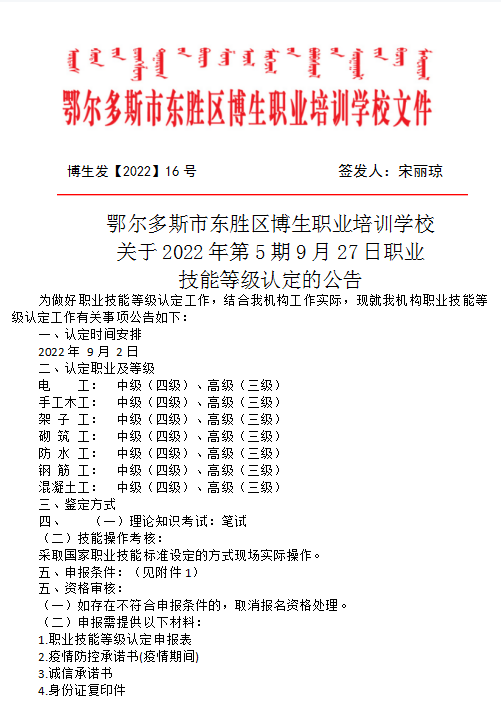 鄂尔多斯市东胜区博生职业培训学校文件
博生发【2022】16号 签发人：宋丽琼
鄂尔多斯市东胜区博生职业培训学校
关于2022年第5期9月27日职业
技能等级认定的公告
为做好职业技能等级认定工作，结合我机构工作实际，现就我机构职业技能等
级认定工作有关事项公告如下：
一、认定时间安排
2022年 9月 2日
二、认定职业及等级
电 工： 中级（四级）、高级（三级）
手工木工： 中级（四级）、高级（三级）
架 子 工： 中级（四级）、高级（三级）
砌 筑 工： 中级（四级）、高级（三级）
防 水 工： 中级（四级）、高级（三级）
钢 筋 工： 中级（四级）、高级（三级）
混凝土工： 中级（四级）、高级（三级）
三、鉴定方式
四、 （一）理论知识考试：笔试
（二）技能操作考核：
采取国家职业技能标准设定的方式现场实际操作。
五、申报条件：（见附件1）
五、资格审核：
（一）如存在不符合申报条件的，取消报名资格处理。
（二）申报需提供以下材料：
1.职业技能等级认定申报表
2.疫情防控承诺书(疫情期间)
3.诚信承诺书
4.身份证复印件